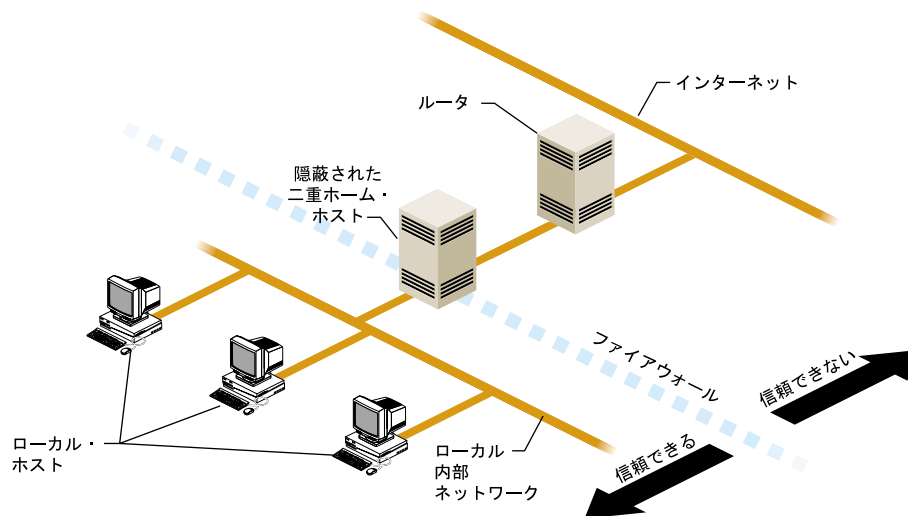 インターネット
ルータ
隠蔽された
二重ホーム・
ホスト
ファイアウォール
信頼できない
信頼できる
ローカル・
ホスト
ローカル
内部
ネットワーク